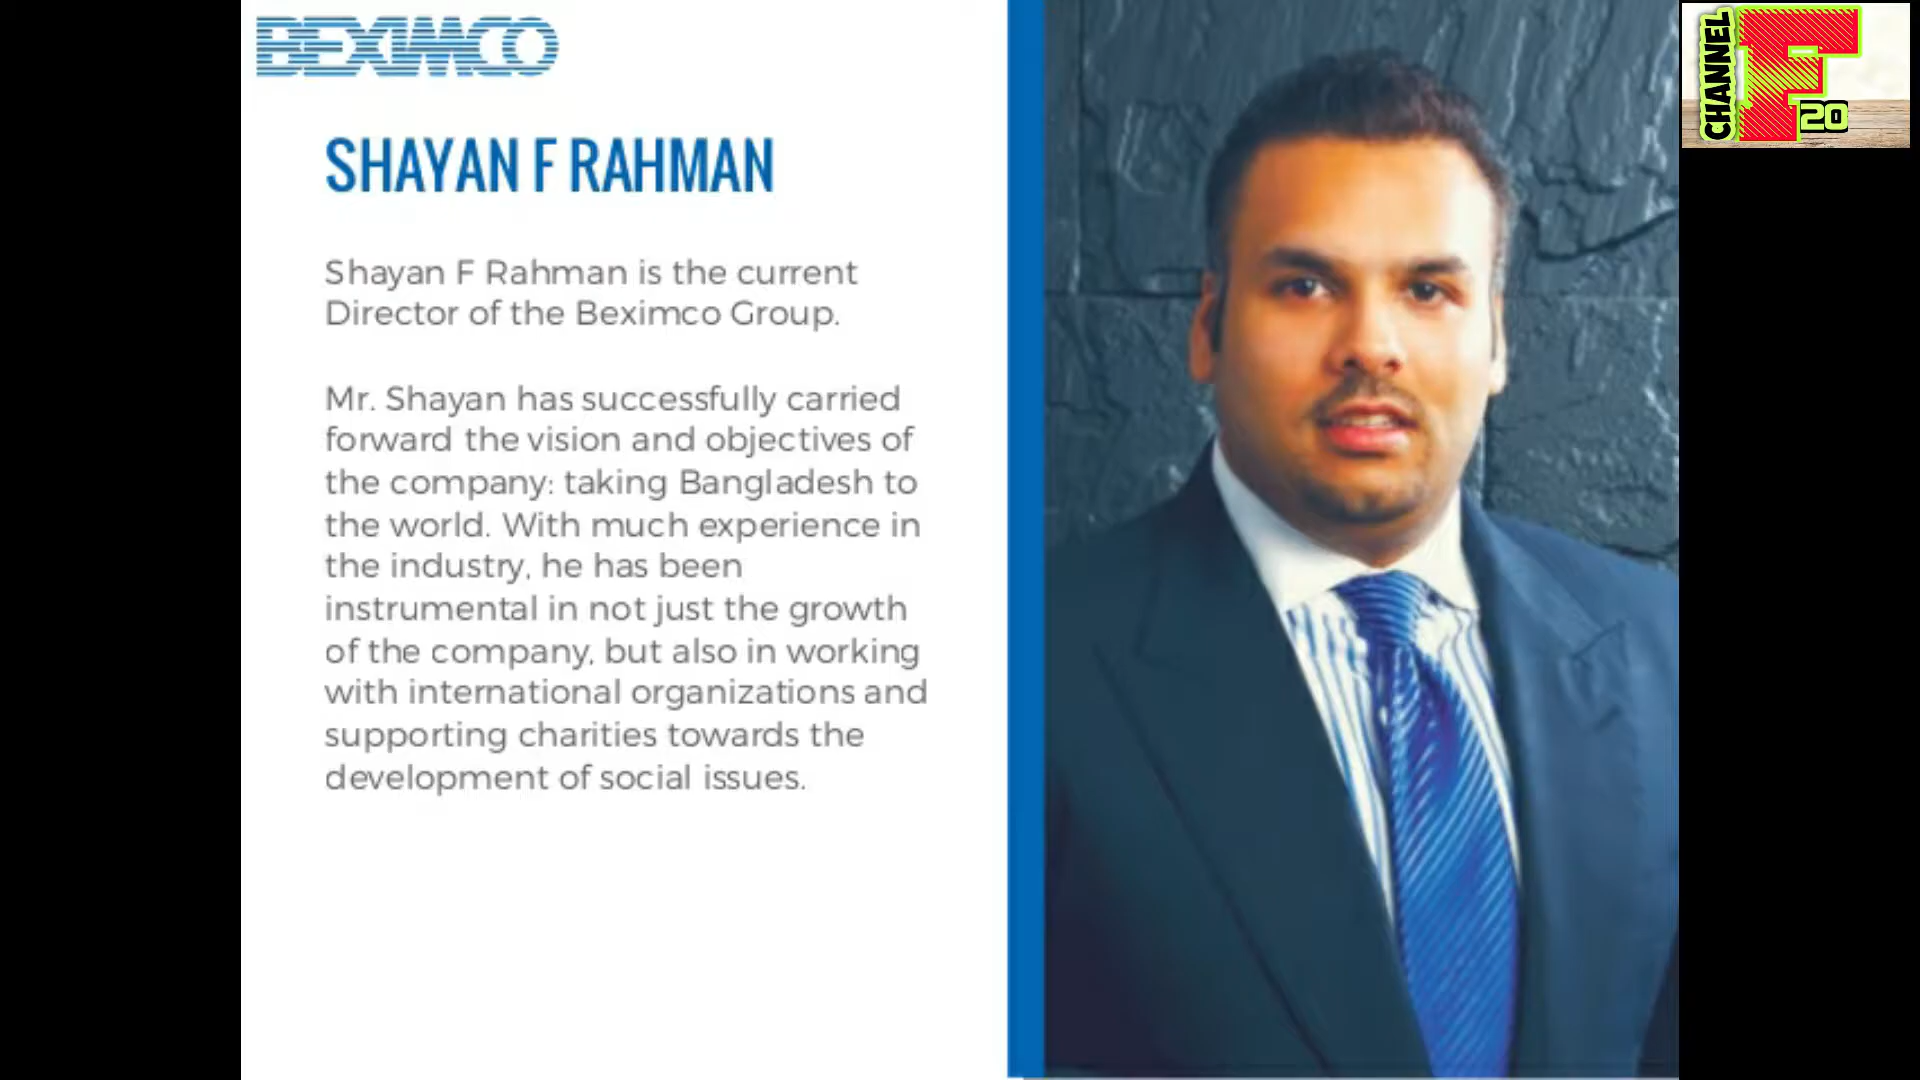 BEXIMCO
SHAYAN F RAHMAN
Shayan F Rahman is the current
Director of the Beximco Group.
Mr. Shayan has successfully carried
forward the vision and objectives of
the company: taking Bangladesh to
the world. With much experience in
the industry, he has been
instrumental in not just the growth
of the company, but also in working
with international organizations and
supporting charities towards the
development of social issues.
CHANNEL
F
20